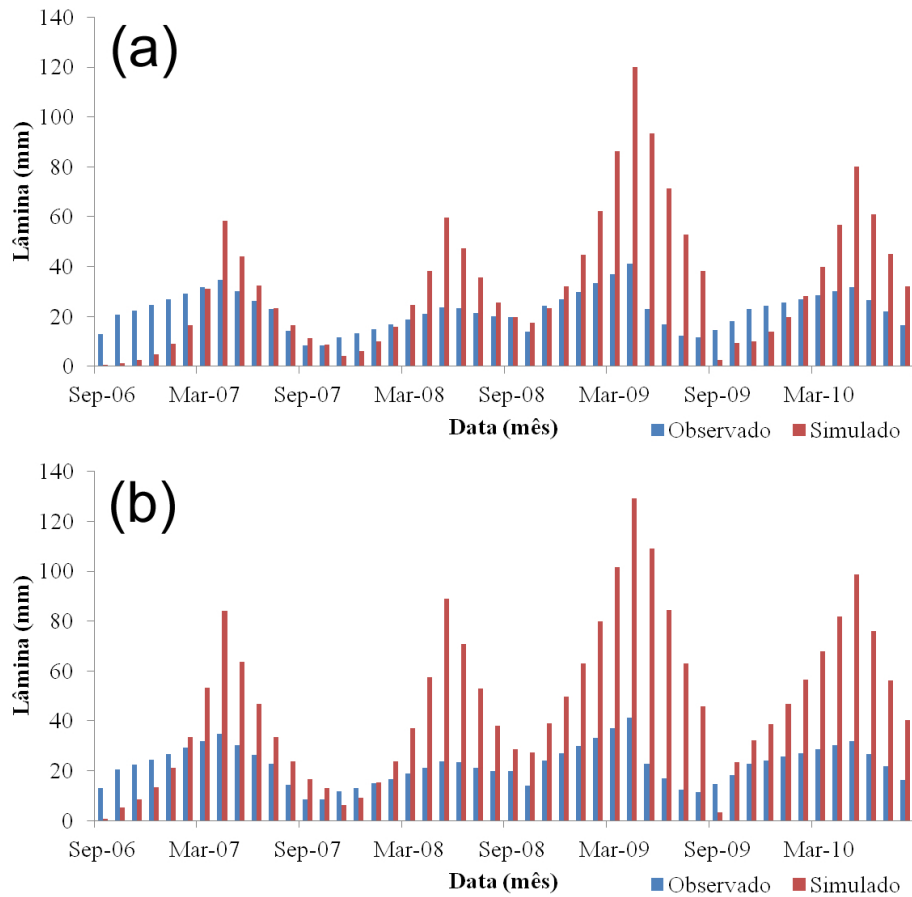 (a)
Lâmina (mm)
140
120
100
80
60
40
20
0
Sep-06 Mar-07 Sep-07 Mar-08 Sep-08 Mar-09 Sep-09 Mar-10
Data (mês)
Observado Simulado
(b)
Lâmina (mm)
140
120
100
80
60
40
20
0
Sep-06 Mar-07 Sep-07 Mar-08 Sep-08 Mar-09 Sep-09 Mar-10
Data (mês)
Observado Simulado